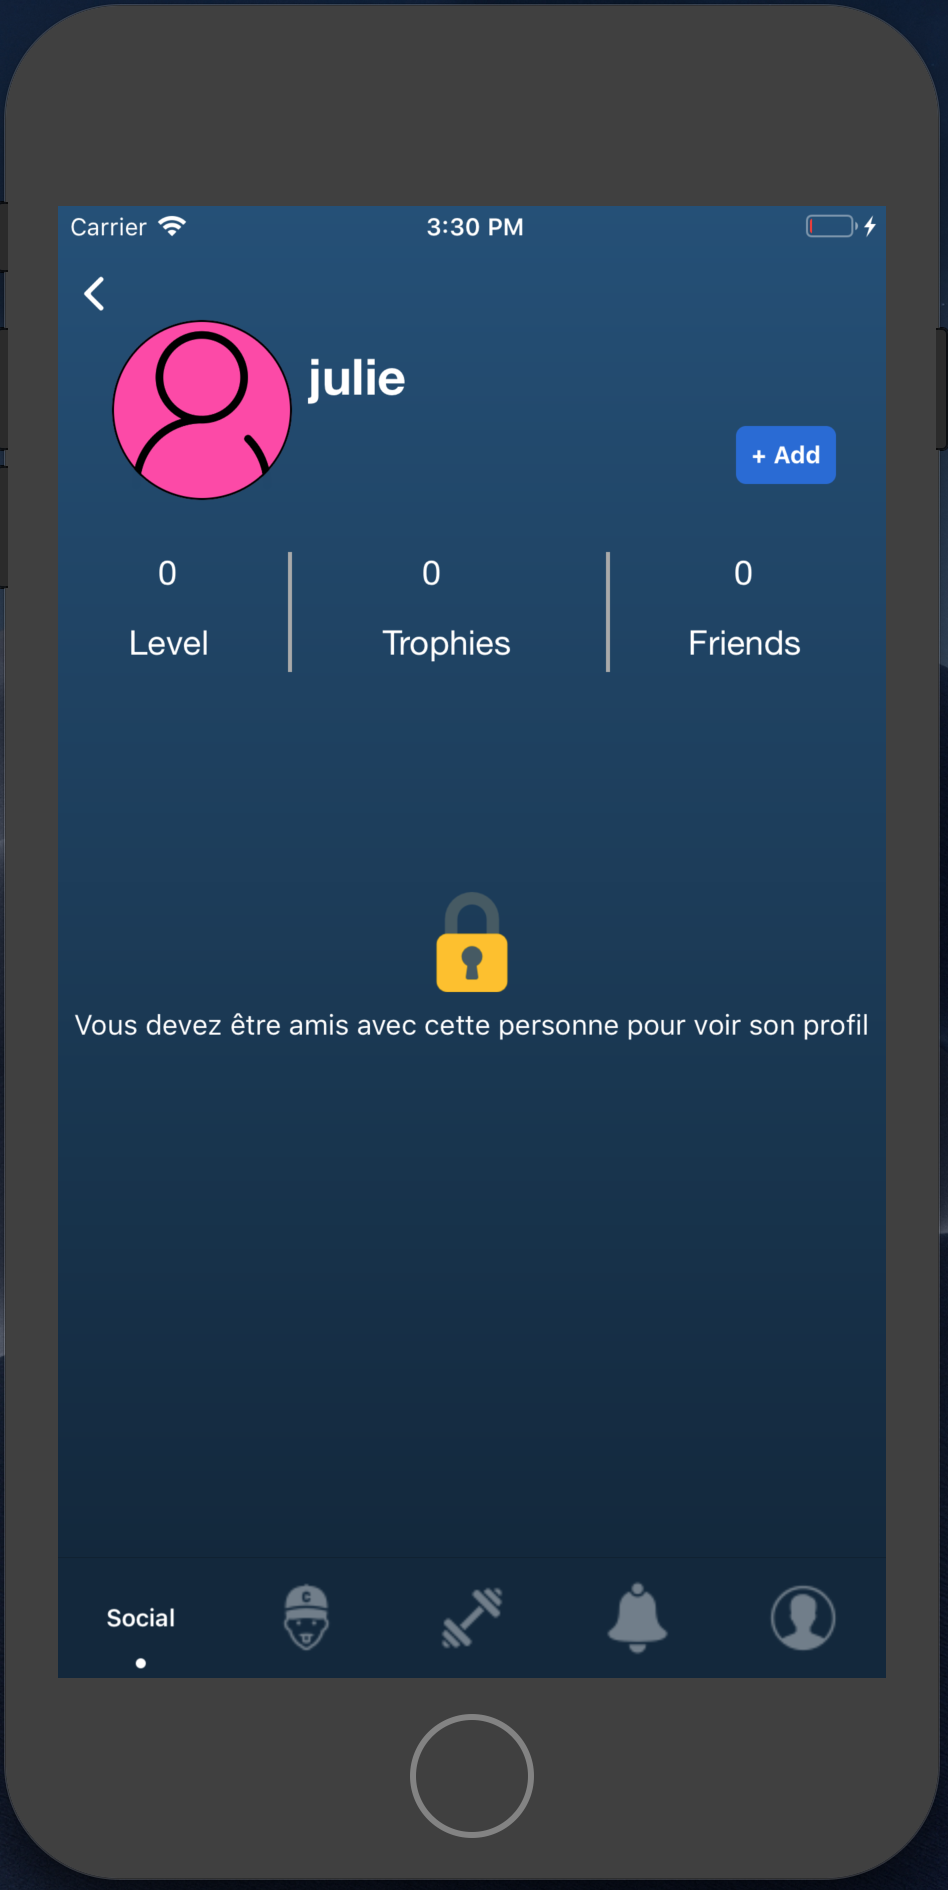 Carrier 3:30 PM
julie
+ Add
0 0 0
Level Trophies Friends
Vous devez être amis avec cette personne pour voir son profil
C
Social